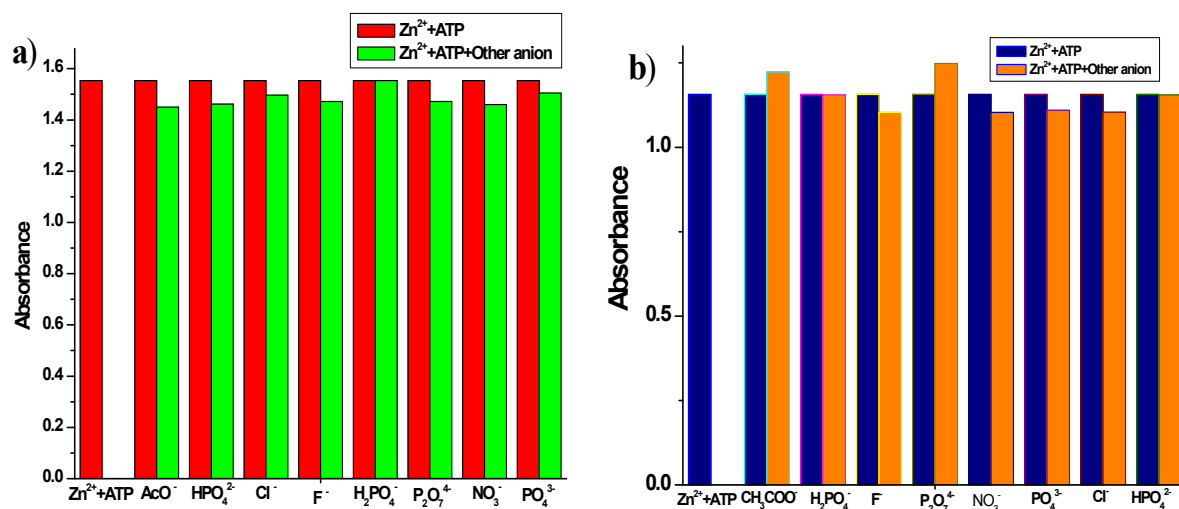 a)
Zn²⁺+ATP
Zn²⁺+ATP+Other anion
Absorbance
1.6
1.4
1.2
1.0
0.8
0.6
0.4
0.2
0.0
Zn²⁺+ATP AcO⁻ HPO₄²⁻ Cl⁻ F⁻ H₂PO₄⁻ P₂O₇⁴⁻ NO₃⁻ PO₄³⁻
b)
Zn²⁺+ATP
Zn²⁺+ATP+Other anion
Absorbance
1.0
0.5
0.0
Zn²⁺+ATP CH₃COO⁻ H₂PO₄⁻ F⁻ P₂O₇⁴⁻ NO₃⁻ PO₄³⁻ Cl⁻ HPO₄²⁻